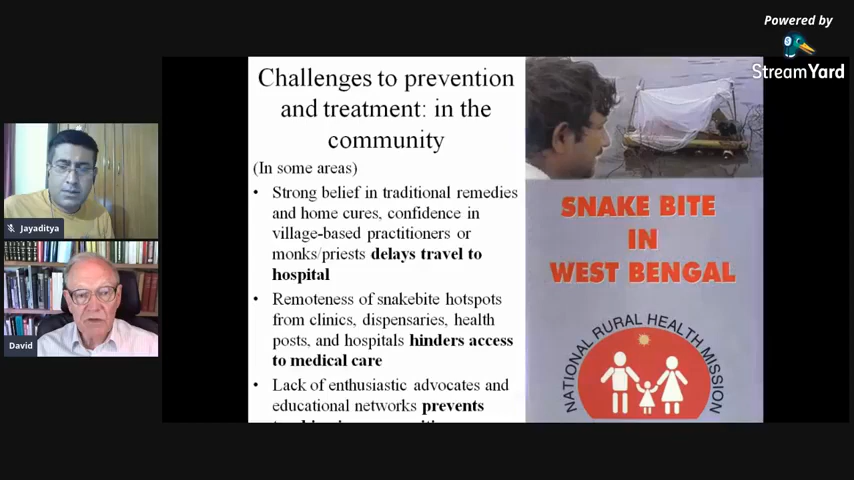 Powered by
StreamYard
Challenges to prevention
and treatment: in the
community
(In some areas)
• Strong belief in traditional remedies
and home cures, confidence in
village-based practitioners or
monks/priests delays travel to
hospital
• Remoteness of snakebite hotspots
from clinics, dispensaries, health
posts, and hospitals hinders access
to medical care
• Lack of enthusiastic advocates and
educational networks prevents
SNAKE BITE
IN
WEST BENGAL
NATIONAL RURAL HEALTH MISSION
Jayaditya
David